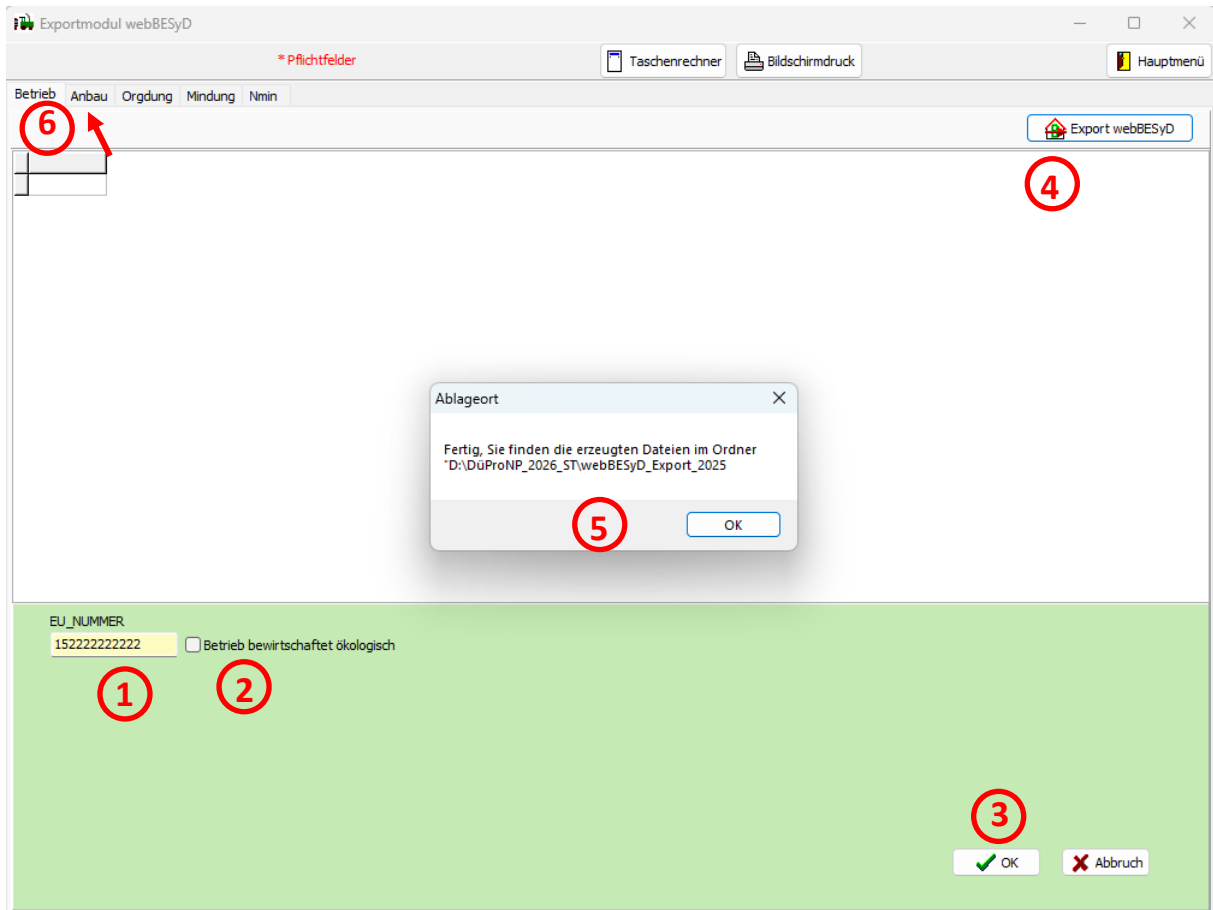 Exportmodul webBESyD
* Pflichtfelder
Taschenrechner
Bildschirmdruck
Hauptmenü
Betrieb Anbau Orgdung Mindung Nmin
6
Export webBESyD
4
Ablageort
Fertig, Sie finden die erzeugten Dateien im Ordner
"D:\DüProNP_2026_ST\webBESyD_Export_2025
5
OK
EU_NUMMER
152222222222
Betrieb bewirtschaftet ökologisch
1
2
3
OK
Abbruch